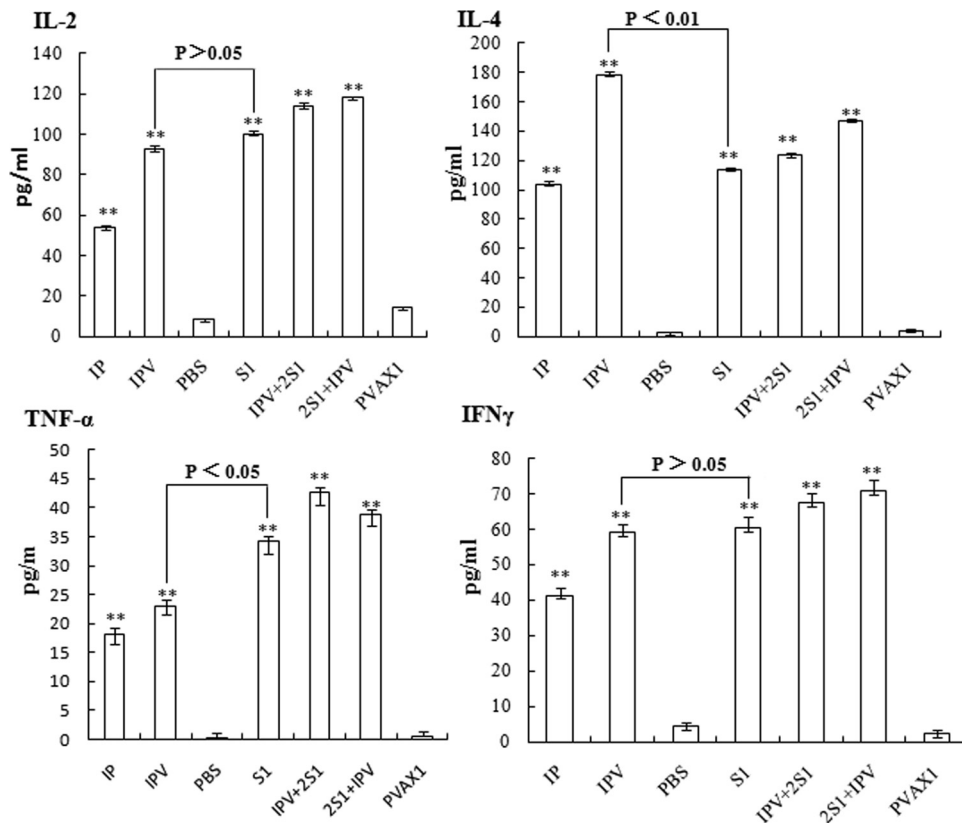 IL-2
140
120
100
80
60
40
20
0
pg/ml
P＞0.05
**
**
**
**
**
IP
IPV
PBS
S1
IPV+2S1
2S1+IPV
PVAX1
IL-4
200
180
160
140
120
100
80
60
40
20
0
pg/ml
P < 0.01
**
**
**
**
**
IP
IPV
PBS
S1
IPV+2S1
2S1+IPV
PVAX1
TNF-α
50
45
40
35
30
25
20
15
10
5
0
pg/m
P < 0.05
**
**
**
**
**
IP
IPV
PBS
S1
IPV+2S1
2S1+IPV
PVAX1
IFNγ
80
70
60
50
40
30
20
10
0
pg/ml
P > 0.05
**
**
**
**
**
IP
IPV
PBS
S1
IPV+2S1
2S1+IPV
PVAX1